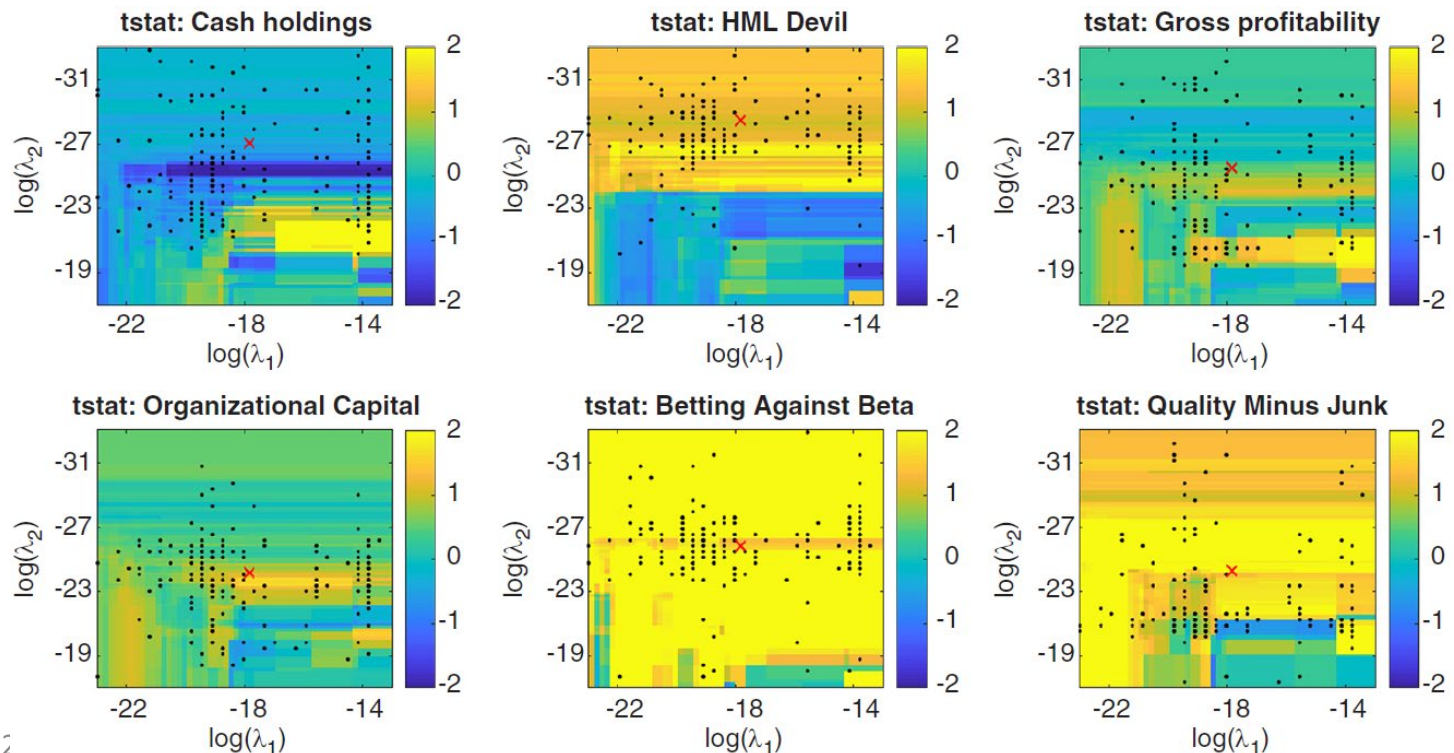 tstat: Cash holdings
2
1
0
-1
-2
-31
-27
-23
-19
log(λ2)
-22 -18 -14
log(λ1)
tstat: HML Devil
2
1
0
-1
-2
-31
-27
-23
-19
log(λ2)
-22 -18 -14
log(λ1)
tstat: Gross profitability
2
1
0
-1
-2
-31
-27
-23
-19
log(λ2)
-22 -18 -14
log(λ1)
tstat: Organizational Capital
2
1
0
-1
-2
-31
-27
-23
-19
log(λ2)
-22 -18 -14
log(λ1)
tstat: Betting Against Beta
2
1
0
-1
-2
-31
-27
-23
-19
log(λ2)
-22 -18 -14
log(λ1)
tstat: Quality Minus Junk
2
1
0
-1
-2
-31
-27
-23
-19
log(λ2)
-22 -18 -14
log(λ1)